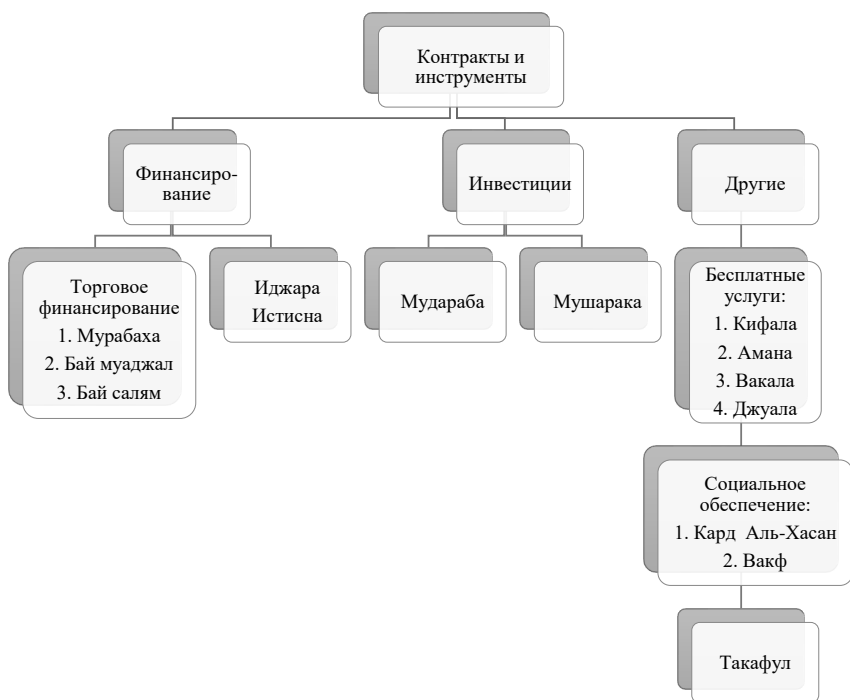 Контракты и
инструменты
Финансиро-
вание
Инвестиции
Другие
Торговое
финансирование
1. Мурабаха
2. Бай муаджал
3. Бай салям
Иджара
Истисна
Мудараба
Мушарака
Бесплатные
услуги:
1. Кифала
2. Амана
3. Вакала
4. Джуала
Социальное
обеспечение:
1. Кард Аль-Хасан
2. Вакф
Такафул